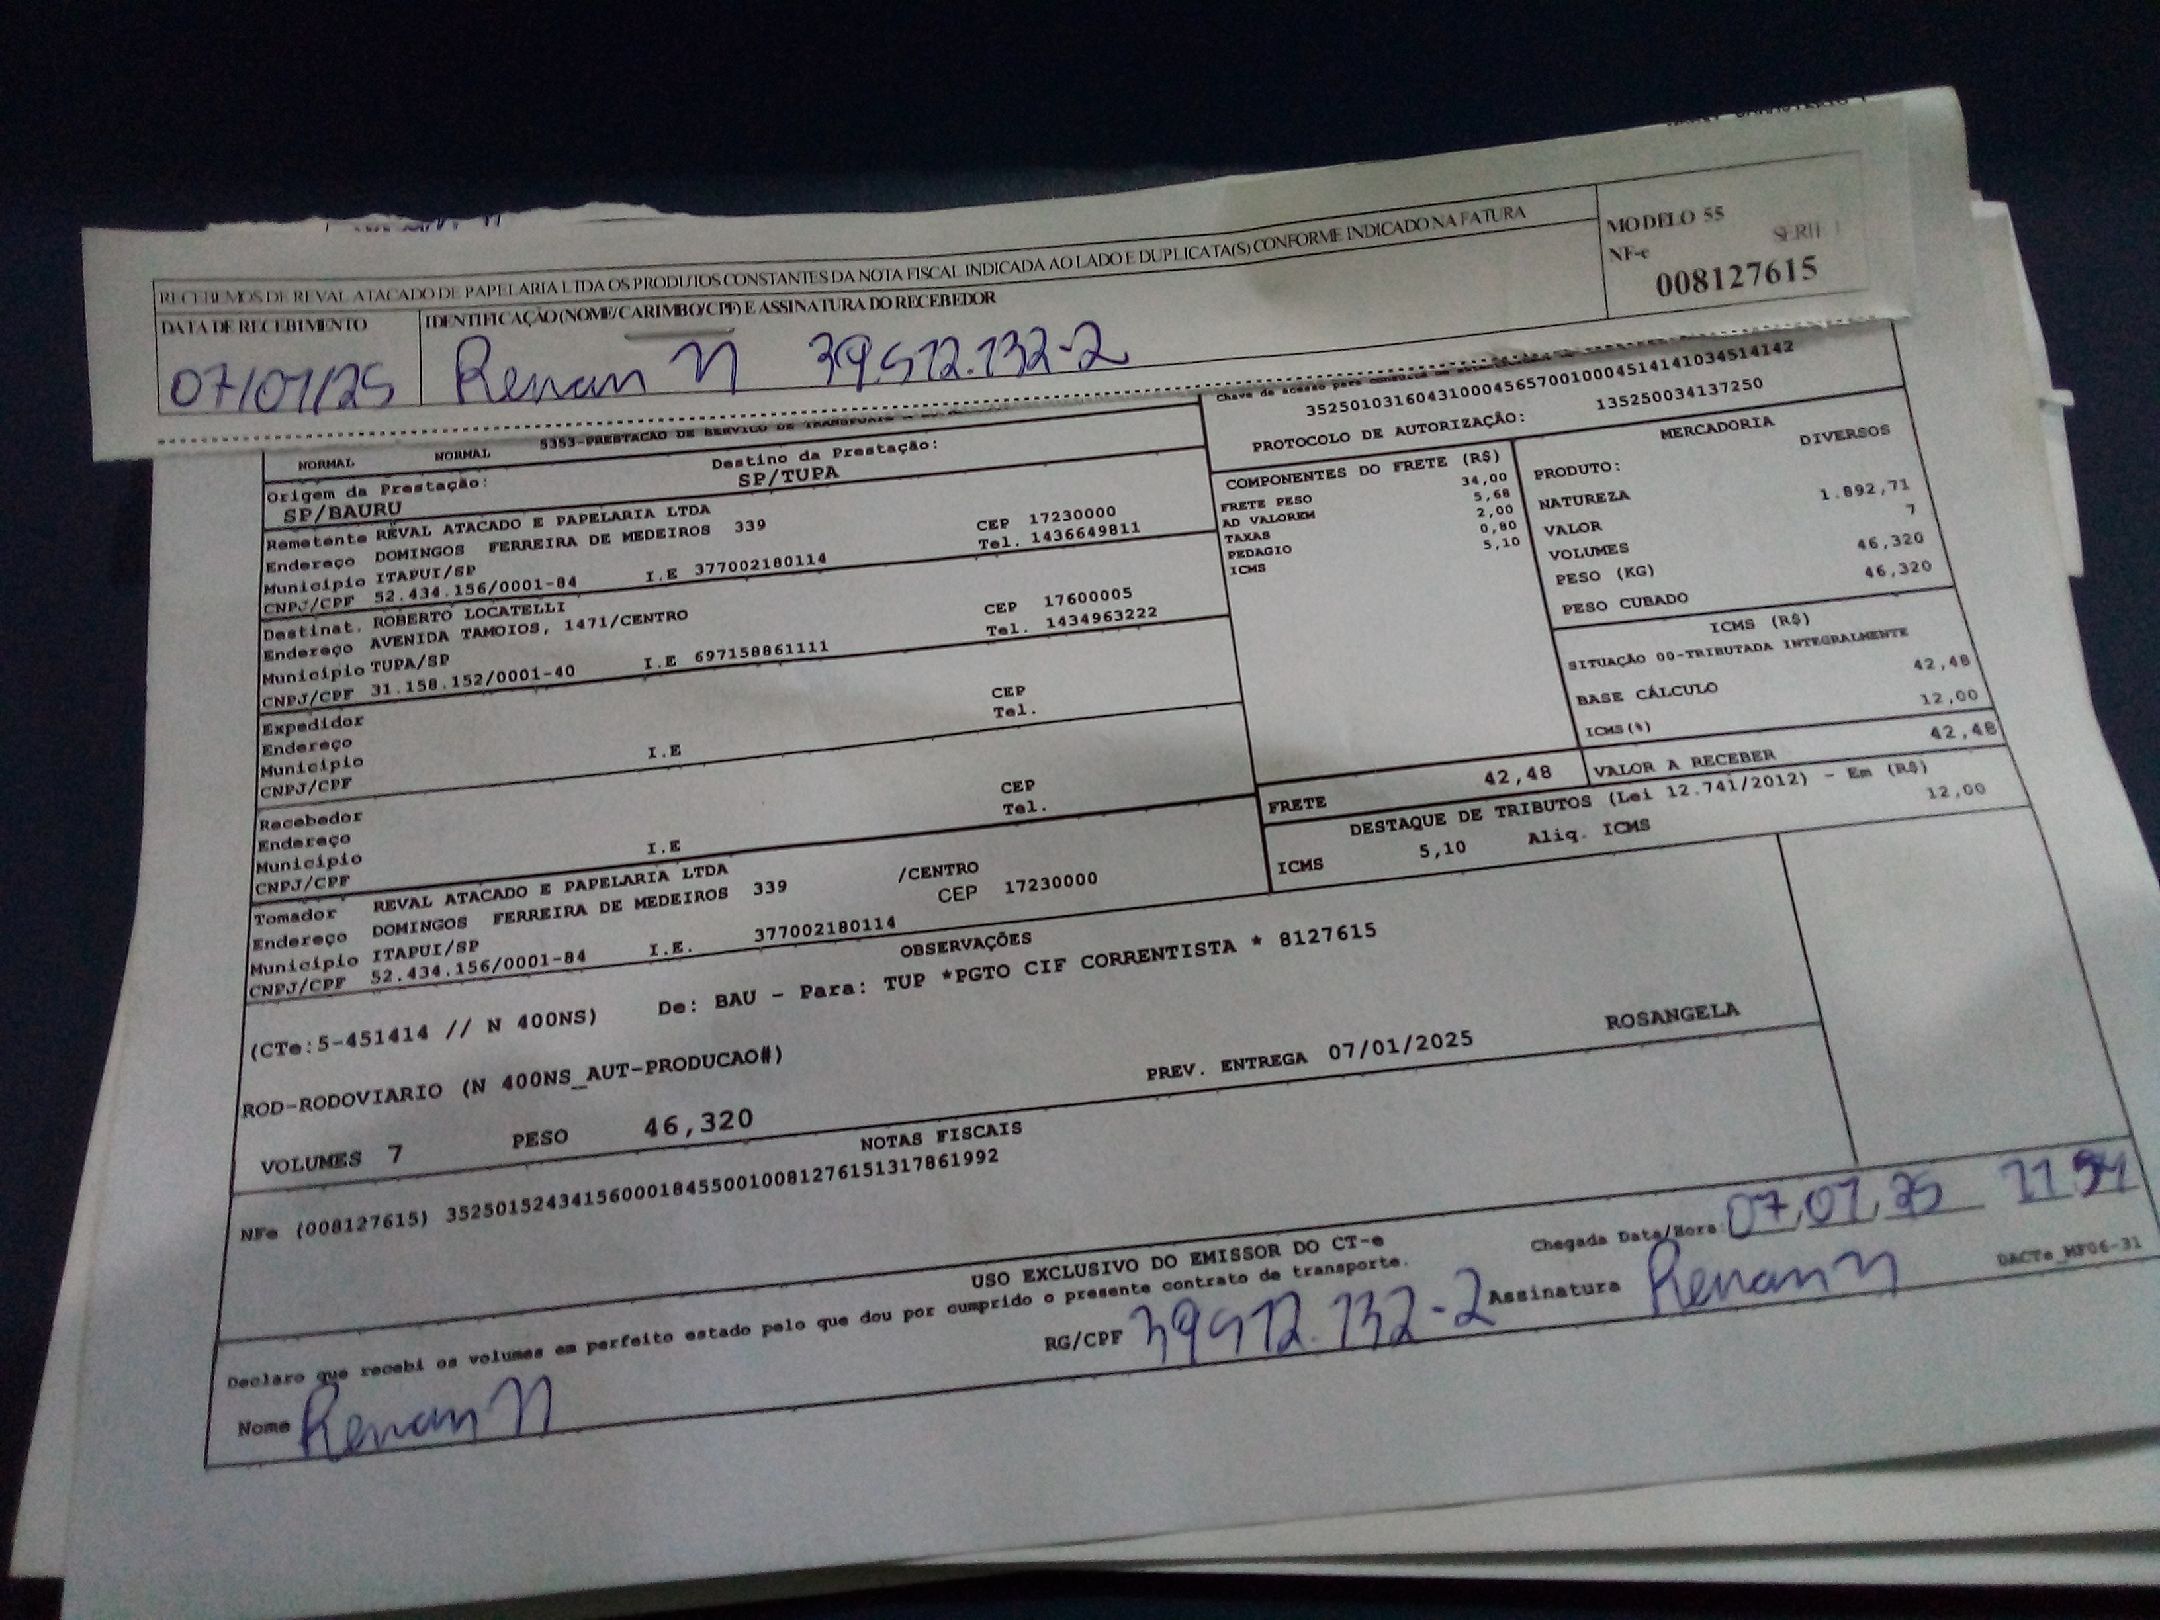 RECEBEMOS DE REVAL ATACADO DE PAPELARIA LTDA OS PRODUTOS CONSTANTES DA NOTA FISCAL INDICADA AO LADO E DUPLICATA(S) CONFORME INDICADO NA FATURA
MODELO 55
SERIE 1
NF-e
008127615
DATA DE RECEBIMENTO
IDENTIFICAÇÃO (NOME/CARIMBO/CPF) E ASSINATURA DO RECEBEDOR
07/01/25 Renan N 39.512.132-2
35250103160431000456570010004514141034514142
PROTOCOLO DE AUTORIZAÇÃO: 135250034137250
NORMAL NORMAL 5353-PRESTACAO DE SERVICO DE TRANSPORTE
Origem da Prestação: Destino da Prestação:
SP/BAURU SP/TUPA
Remetente REVAL ATACADO E PAPELARIA LTDA
Endereço DOMINGOS FERREIRA DE MEDEIROS 339 CEP 17230000
Município ITAPUI/SP Tel. 1436649811
CNPJ/CPF 52.434.156/0001-84 I.E 377002180114
Destinat. ROBERTO LOCATELLI
Endereço AVENIDA TAMOIOS, 1471/CENTRO CEP 17600005
Município TUPA/SP Tel. 1434963222
CNPJ/CPF 31.158.152/0001-40 I.E 697158861111
Expedidor
Endereço CEP
Município Tel.
CNPJ/CPF I.E
Recebedor
Endereço CEP
Município Tel.
CNPJ/CPF I.E
Tomador REVAL ATACADO E PAPELARIA LTDA
Endereço DOMINGOS FERREIRA DE MEDEIROS 339 /CENTRO
Município ITAPUI/SP CEP 17230000
CNPJ/CPF 52.434.156/0001-84 I.E. 377002180114
COMPONENTES DO FRETE (R$)
FRETE PESO 34,00
AD VALOREM 5,68
TAXAS 2,00
PEDAGIO 0,80
ICMS 5,10
FRETE 42,48
MERCADORIA
PRODUTO: DIVERSOS
NATUREZA
VALOR 1.892,71
VOLUMES 7
PESO (KG) 46,320
PESO CUBADO 46,320
ICMS (R$)
SITUAÇÃO 00-TRIBUTADA INTEGRALMENTE
BASE CÁLCULO 42,48
ICMS(%) 12,00
VALOR A RECEBER 42,48
DESTAQUE DE TRIBUTOS (Lei 12.741/2012) - Em (R$)
ICMS 5,10 Aliq. ICMS 12,00
OBSERVAÇÕES
(CTe:5-451414 // N 400NS) De: BAU - Para: TUP *PGTO CIF CORRENTISTA * 8127615
ROD-RODOVIARIO (N 400NS_AUT-PRODUCAO#)
PREV. ENTREGA 07/01/2025 ROSANGELA
VOLUMES 7 PESO 46,320
NOTAS FISCAIS
NFe (008127615) 35250152434156000184550010081276151317861992
USO EXCLUSIVO DO EMISSOR DO CT-e
Declaro que recebi os volumes em perfeito estado pelo que dou por cumprido o presente contrato de transporte.
Chegada Data/Hora: 07/01/25 11 54
Nome Renan N RG/CPF 39512.132-2 Assinatura Renan N
DACTe_MF06-31